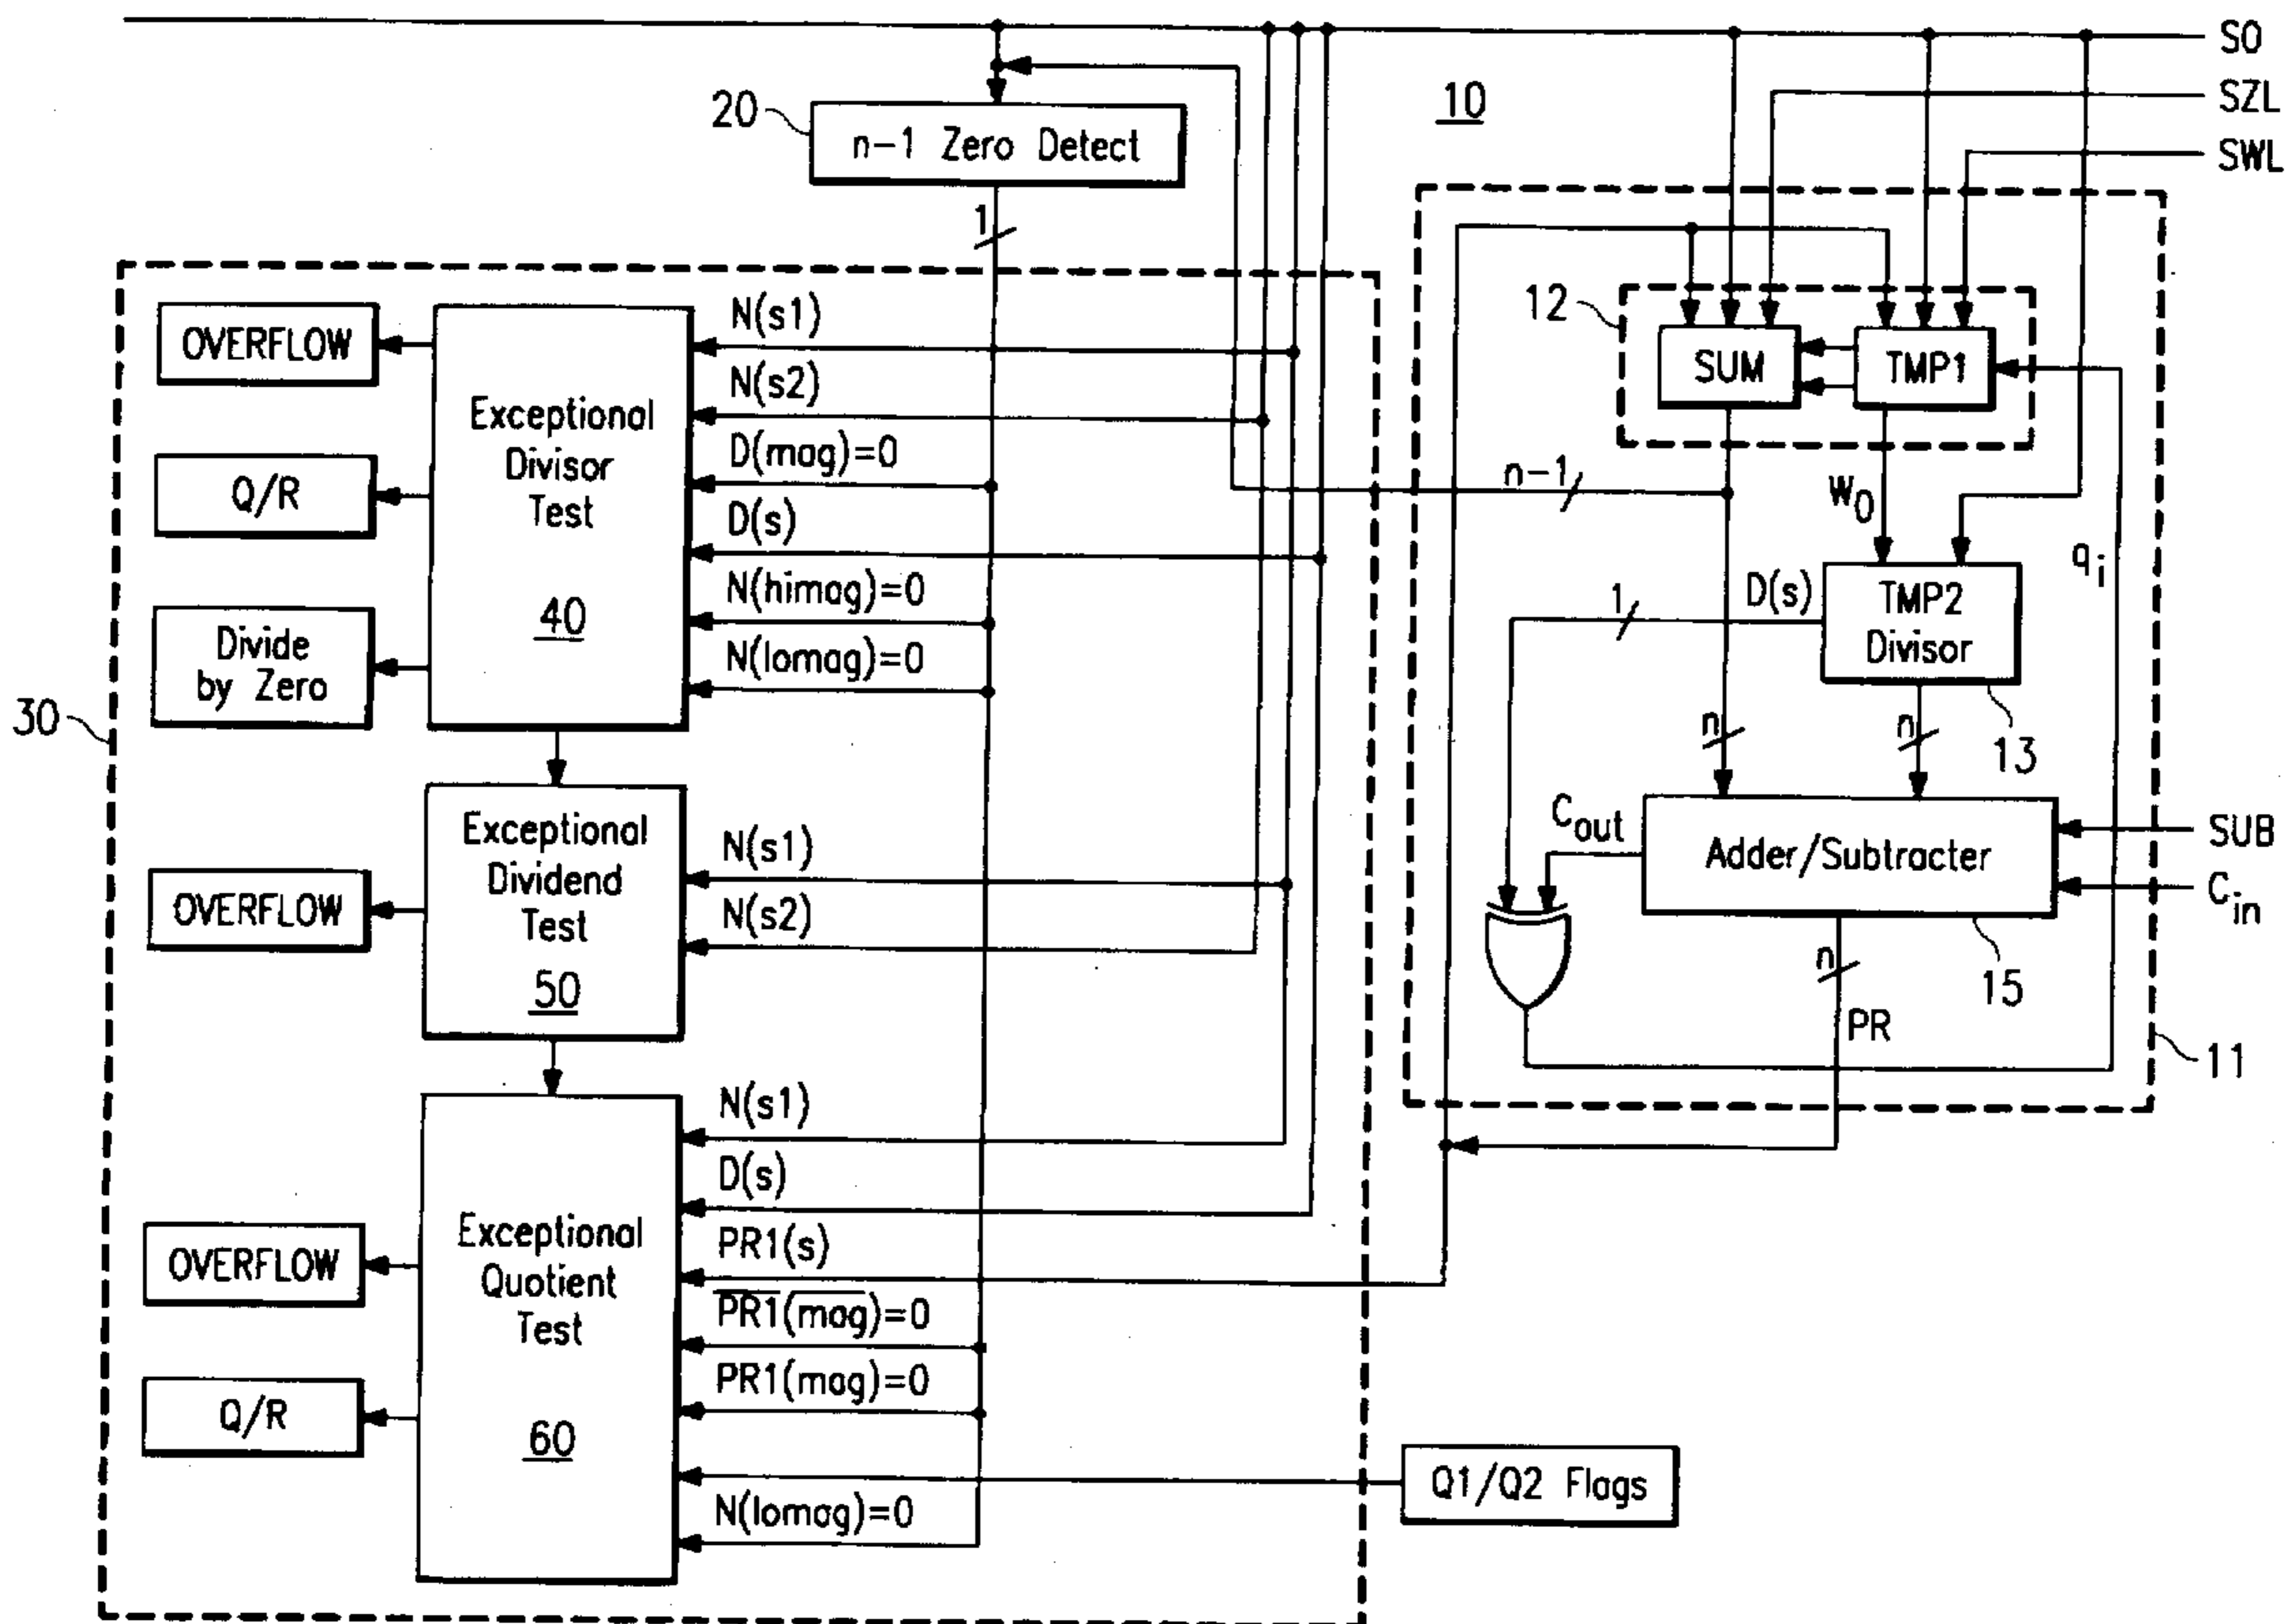 S0
SZL
SWL
10
20
n-1 Zero Detect
1
30
OVERFLOW
Q/R
Divide
by Zero
Exceptional
Divisor
Test
40
N(s1)
N(s2)
D(mag)=0
D(s)
N(himag)=0
N(lomag)=0
OVERFLOW
Exceptional
Dividend
Test
50
N(s1)
N(s2)
OVERFLOW
Q/R
Exceptional
Quotient
Test
60
N(s1)
D(s)
PR1(s)
P̅R̅1̅(m̅a̅g̅)=0
PR1(mag)=0
N(lomag)=0
Q1/Q2 Flags
12
SUM
TMP1
n-1
W0
qi
D(s)
1
TMP2
Divisor
13
n
n
Cout
Adder/Subtracter
SUB
Cin
15
n
PR
11